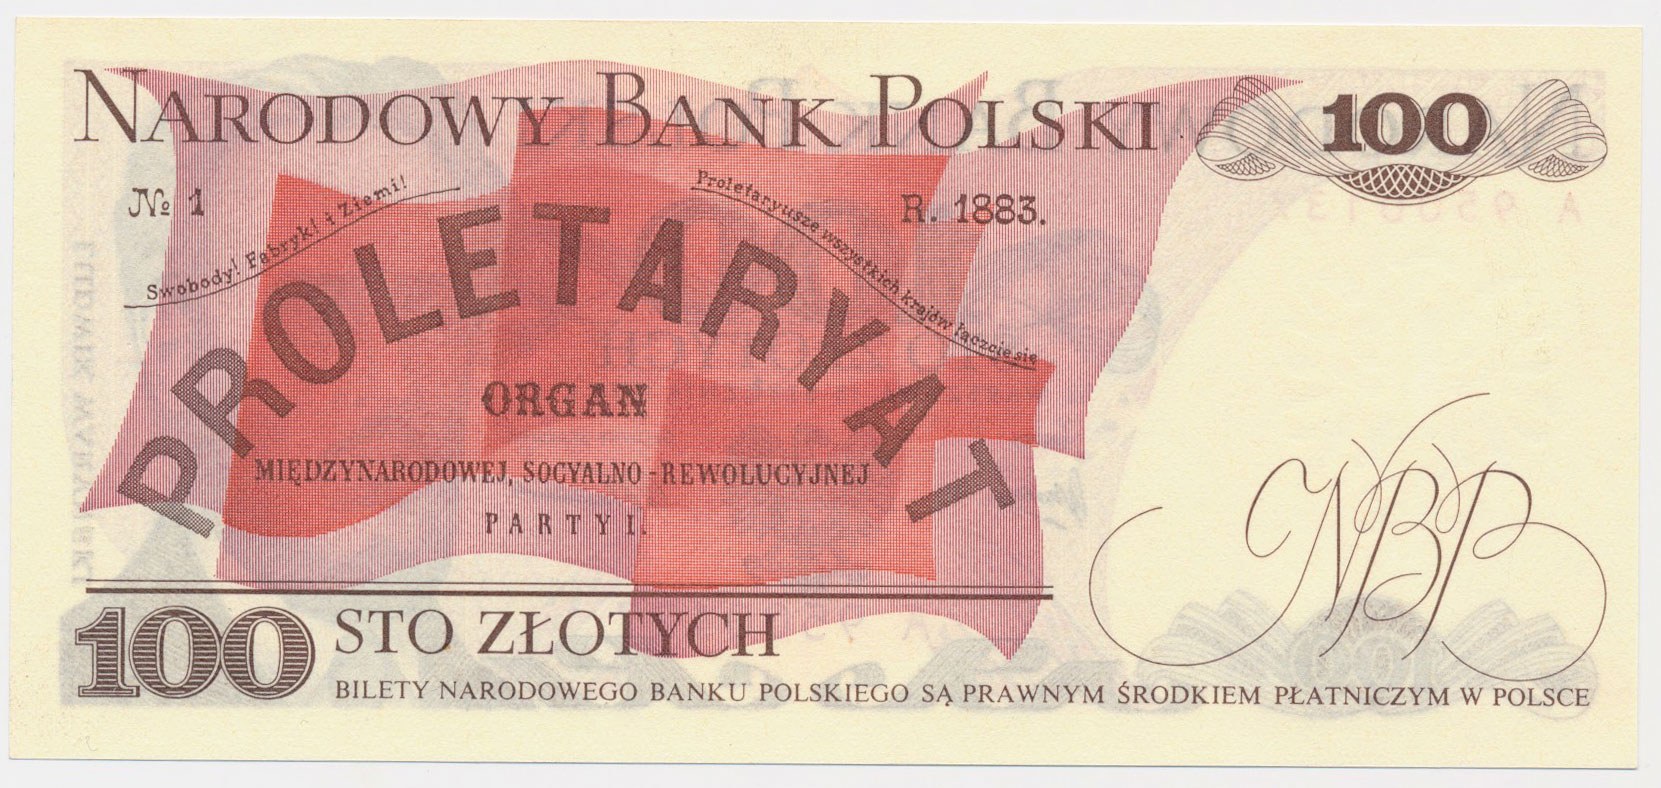 NARODOWY BANK POLSKI
100
№ 1
Swobody! Fabryk! i Ziemi!
Proletaryusze wszystkich krajów łączcie się
R. 1883.
PROLETARYAT
ORGAN
MIĘDZYNARODOWEJ, SOCYALNO-REWOLUCYJNEJ
PARTYI.
NBP
100
STO ZŁOTYCH
BILETY NARODOWEGO BANKU POLSKIEGO SĄ PRAWNYM ŚRODKIEM PŁATNICZYM W POLSCE